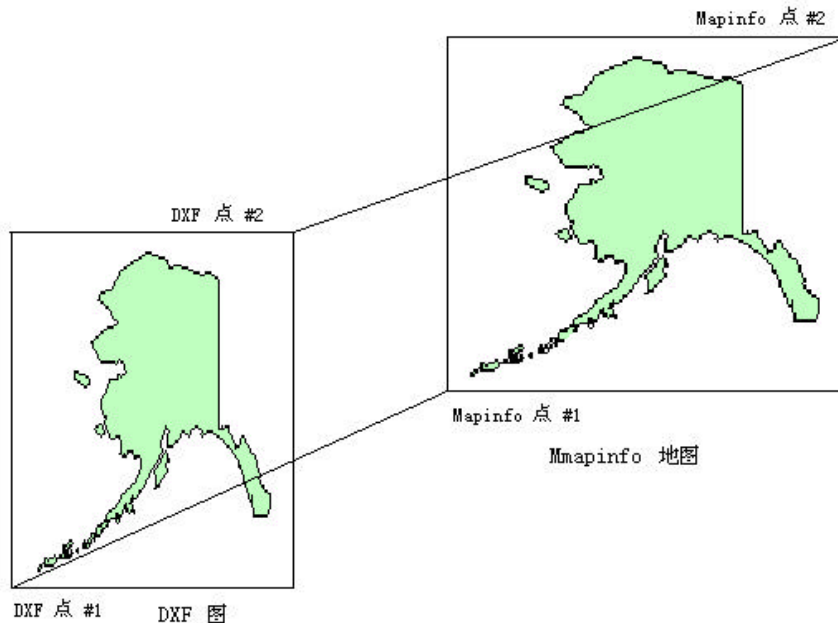 Mapinfo 点 #2
DXF 点 #2
Mapinfo 点 #1
Mmapinfo 地图
DXF 点 #1
DXF 图